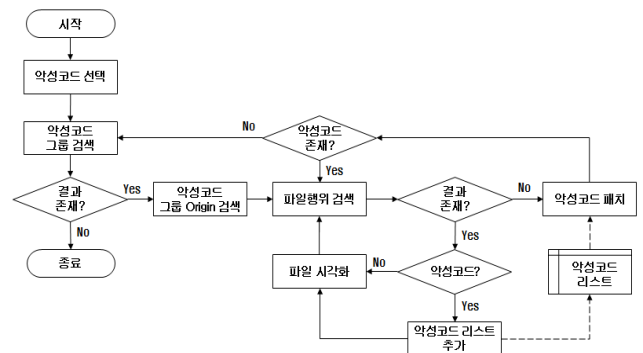 시작
악성코드 선택
악성코드
그룹 검색
No
악성코드
존재?
Yes
결과
존재?
Yes
악성코드
그룹 Origin 검색
파일행위 검색
결과
존재?
No
악성코드 패치
No
종료
Yes
파일 시각화
No
악성코드?
악성코드
리스트
Yes
악성코드 리스트
추가